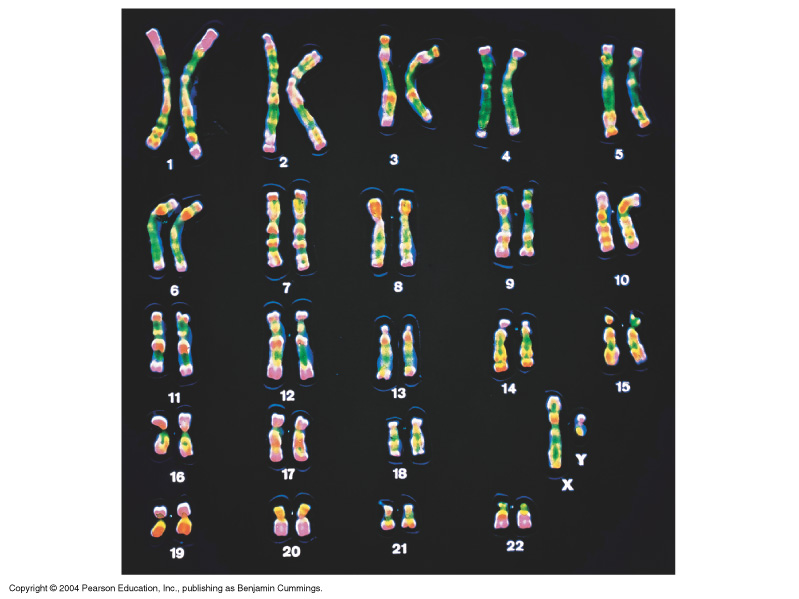 1 2 3 4 5
6 7 8 9 10
11 12 13 14 15
16 17 18 X Y
19 20 21 22
Copyright © 2004 Pearson Education, Inc., publishing as Benjamin Cummings.